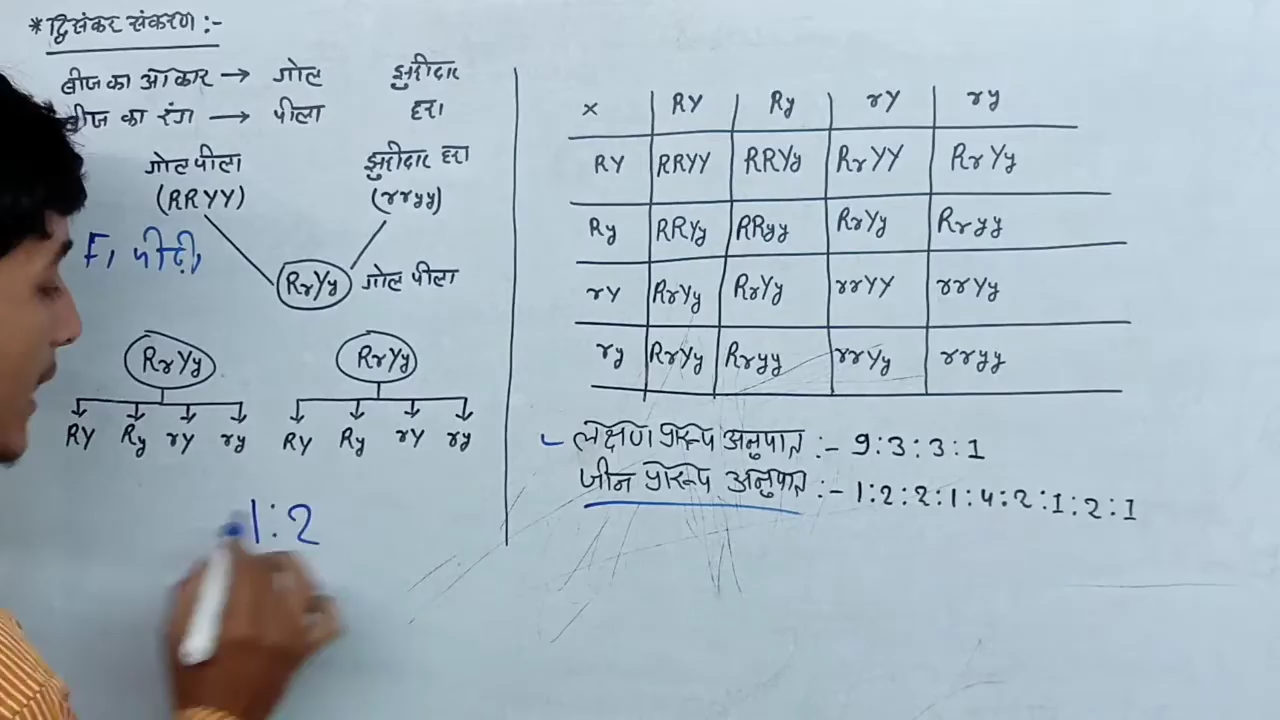 * द्विसंकर संकरण :-
बीज का आकार → गोल झुर्रीदार
बीज का रंग → पीला हरा
गोल पीला झुर्रीदार हरा
(RRYY) (rryy)
F1 पीढ़ी,
RrYy गोल पीला
RrYy RrYy
RY Ry rY ry RY Ry rY ry
1:2
× RY Ry rY ry
RY RRYY RRYy RrYY RrYy
Ry RRYy RRyy RrYy Rryy
rY RrYy RrYy rrYY rrYy
ry RrYy Rryy rrYy rryy
लक्षण प्रारूप अनुपात :- 9:3:3:1
जीन प्रारूप अनुपात :- 1:2:2:1:4:2:1:2:1